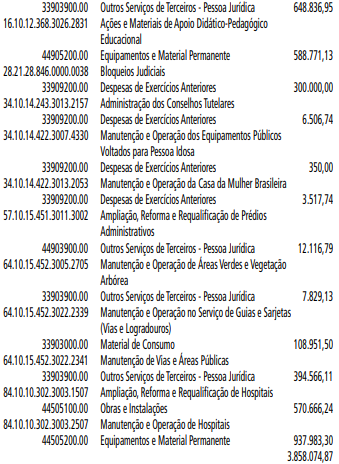 33903900.00 Outros Serviços de Terceiros - Pessoa Jurídica 648.836,95
16.10.12.368.3026.2831 Ações e Materiais de Apoio Didático-Pedagógico
Educacional
44905200.00 Equipamentos e Material Permanente 588.771,13
28.21.28.846.0000.0038 Bloqueios Judiciais
33909200.00 Despesas de Exercícios Anteriores 300.000,00
34.10.14.243.3013.2157 Administração dos Conselhos Tutelares
33909200.00 Despesas de Exercícios Anteriores 6.506,74
34.10.14.422.3007.4330 Manutenção e Operação dos Equipamentos Públicos
Voltados para Pessoa Idosa
33909200.00 Despesas de Exercícios Anteriores 350,00
34.10.14.422.3013.2053 Manutenção e Operação da Casa da Mulher Brasileira
33909200.00 Despesas de Exercícios Anteriores 3.517,74
57.10.15.451.3011.3002 Ampliação, Reforma e Requalificação de Prédios
Administrativos
44903900.00 Outros Serviços de Terceiros - Pessoa Jurídica 12.116,79
64.10.15.452.3005.2705 Manutenção e Operação de Áreas Verdes e Vegetação
Arbórea
33903900.00 Outros Serviços de Terceiros - Pessoa Jurídica 7.829,13
64.10.15.452.3022.2339 Manutenção e Operação no Serviço de Guias e Sarjetas
(Vias e Logradouros)
33903000.00 Material de Consumo 108.951,50
64.10.15.452.3022.2341 Manutenção de Vias e Áreas Públicas
33903900.00 Outros Serviços de Terceiros - Pessoa Jurídica 394.566,11
84.10.10.302.3003.1507 Ampliação, Reforma e Requalificação de Hospitais
44905100.00 Obras e Instalações 570.666,24
84.10.10.302.3003.2507 Manutenção e Operação de Hospitais
44905200.00 Equipamentos e Material Permanente 937.983,30
3.858.074,87